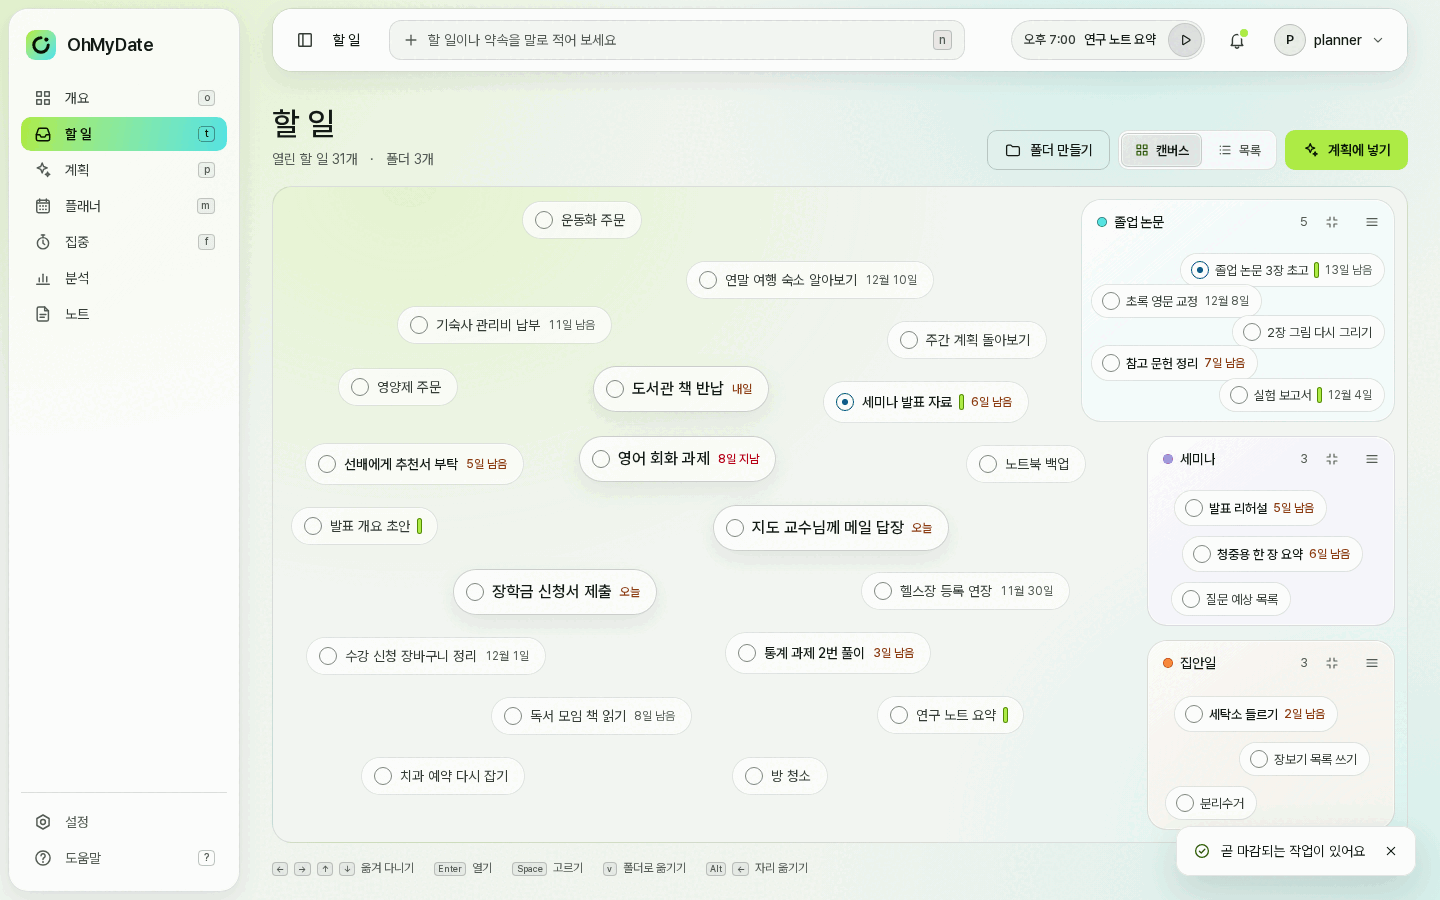 OhMyDate
개요 o
할 일 t
계획 p
플래너 m
집중 f
분석
노트
설정
도움말 ?
할 일
할 일이나 약속을 말로 적어 보세요 n
오후 7:00 연구 노트 요약
P planner
할 일
열린 할 일 31개 · 폴더 3개
폴더 만들기
캔버스
목록
계획에 넣기
운동화 주문
연말 여행 숙소 알아보기 12월 10일
기숙사 관리비 납부 11일 남음
주간 계획 돌아보기
영양제 주문
도서관 책 반납 내일
세미나 발표 자료 6일 남음
선배에게 추천서 부탁 5일 남음
영어 회화 과제 8일 지남
노트북 백업
발표 개요 초안
지도 교수님께 메일 답장 오늘
장학금 신청서 제출 오늘
헬스장 등록 연장 11월 30일
수강 신청 장바구니 정리 12월 1일
통계 과제 2번 풀이 3일 남음
독서 모임 책 읽기 8일 남음
연구 노트 요약
치과 예약 다시 잡기
방 청소
졸업 논문 5
졸업 논문 3장 초고 13일 남음
초록 영문 교정 12월 8일
2장 그림 다시 그리기
참고 문헌 정리 7일 남음
실험 보고서 12월 4일
세미나 3
발표 리허설 5일 남음
청중용 한 장 요약 6일 남음
질문 예상 목록
집안일 3
세탁소 들르기 2일 남음
장보기 목록 쓰기
분리수거
곧 마감되는 작업이 있어요
← → ↑ ↓ 옮겨 다니기 Enter 열기 Space 고르기 v 폴더로 옮기기 Alt ← 자리 옮기기